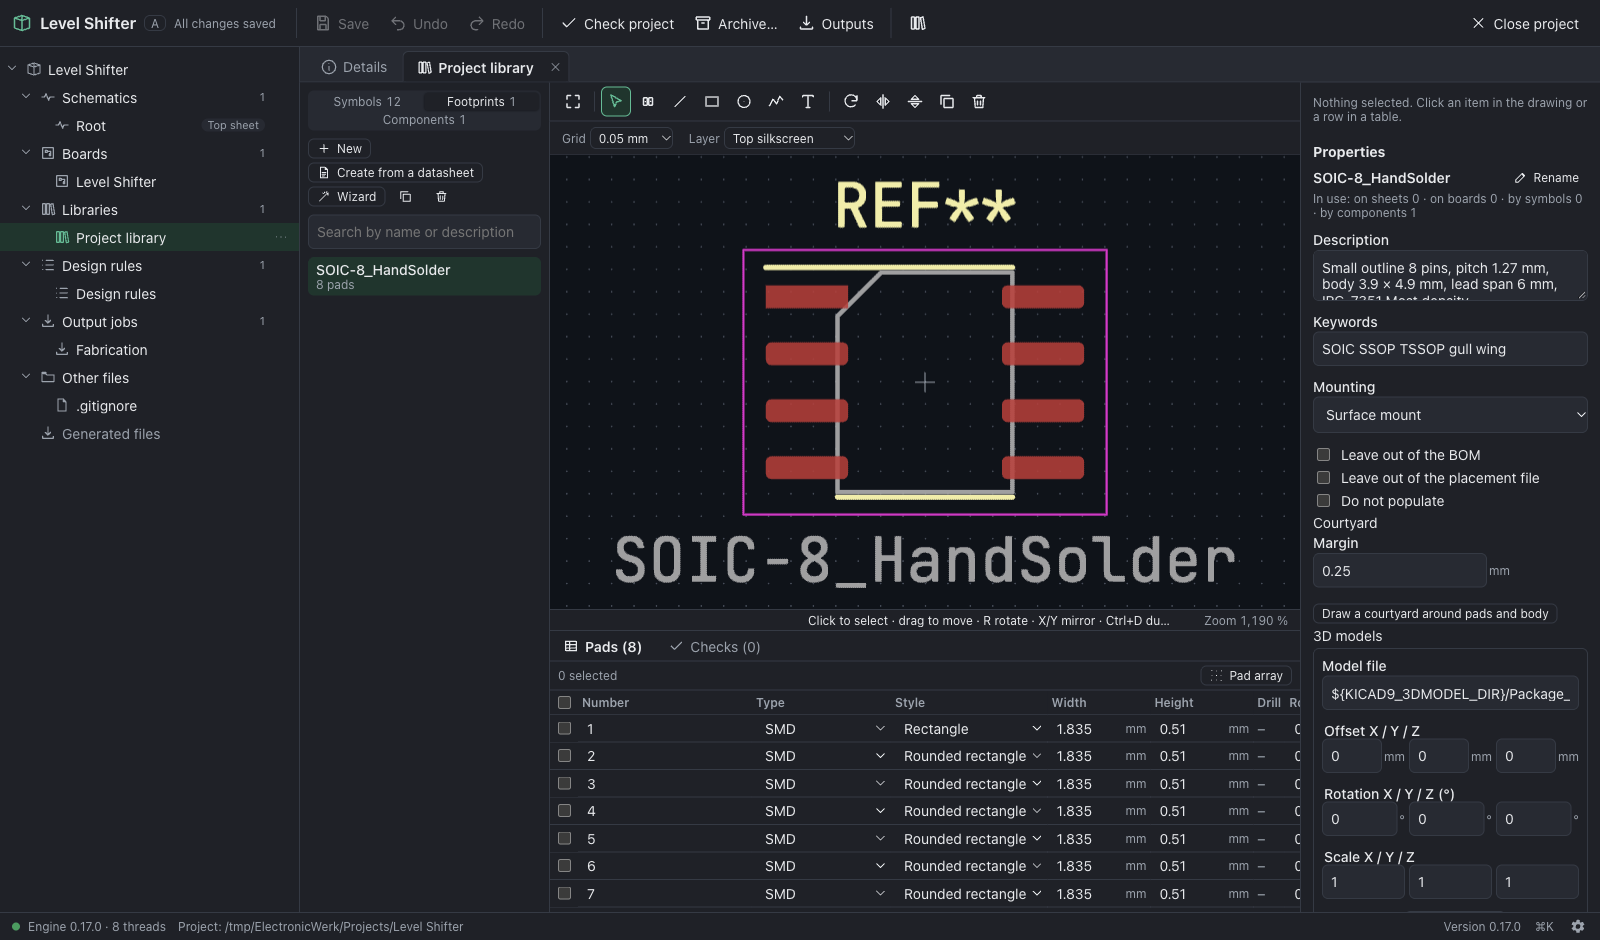 Level Shifter A All changes saved Save Undo Redo Check project Archive... Outputs Close project
Level Shifter
Schematics 1
Root Top sheet
Boards 1
Level Shifter
Libraries 1
Project library ...
Design rules 1
Design rules
Output jobs 1
Fabrication
Other files 1
.gitignore
Generated files
Details Project library
Symbols 12 Footprints 1
Components 1
New
Create from a datasheet
Wizard
Search by name or description
SOIC-8_HandSolder
8 pads
Grid 0.05 mm Layer Top silkscreen
REF**
SOIC-8_HandSolder
Click to select · drag to move · R rotate · X/Y mirror · Ctrl+D du... Zoom 1,190 %
Pads (8) Checks (0)
0 selected Pad array
Number Type Style Width Height Drill
1 SMD Rectangle 1.835 mm 0.51 mm –
2 SMD Rounded rectangle 1.835 mm 0.51 mm –
3 SMD Rounded rectangle 1.835 mm 0.51 mm –
4 SMD Rounded rectangle 1.835 mm 0.51 mm –
5 SMD Rounded rectangle 1.835 mm 0.51 mm –
6 SMD Rounded rectangle 1.835 mm 0.51 mm –
7 SMD Rounded rectangle 1.835 mm 0.51 mm –
Nothing selected. Click an item in the drawing or
a row in a table.
Properties
SOIC-8_HandSolder Rename
In use: on sheets 0 · on boards 0 · by symbols 0
· by components 1
Description
Small outline 8 pins, pitch 1.27 mm,
body 3.9 × 4.9 mm, lead span 6 mm,
IPC-7351 Most density
Keywords
SOIC SSOP TSSOP gull wing
Mounting
Surface mount
Leave out of the BOM
Leave out of the placement file
Do not populate
Courtyard
Margin
0.25 mm
Draw a courtyard around pads and body
3D models
Model file
${KICAD9_3DMODEL_DIR}/Package_
Offset X / Y / Z
0 mm 0 mm 0 mm
Rotation X / Y / Z (°)
0 ° 0 ° 0 °
Scale X / Y / Z
1 1 1
Engine 0.17.0 · 8 threads Project: /tmp/ElectronicWerk/Projects/Level Shifter Version 0.17.0 ⌘K